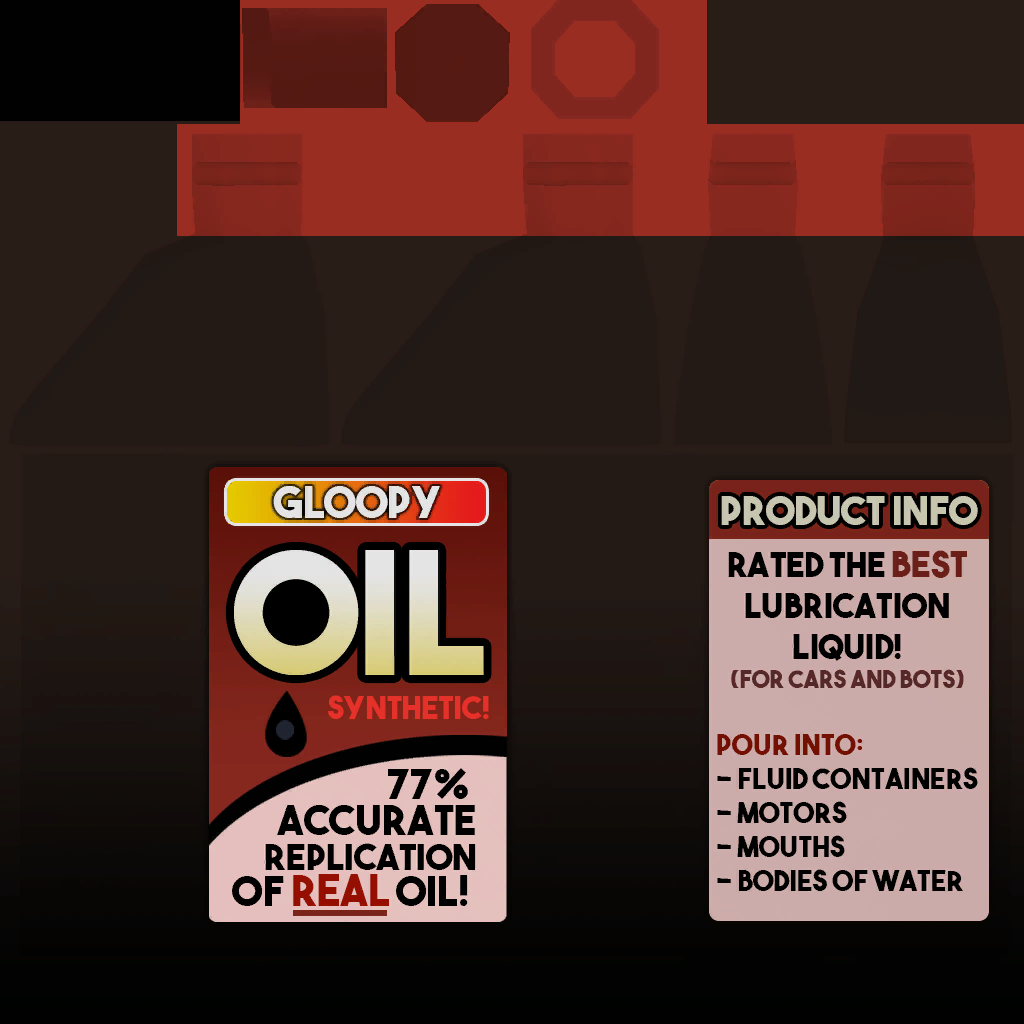 GLOOPY
OIL
SYNTHETIC!
77%
ACCURATE
REPLICATION
OF REAL OIL!
PRODUCT INFO
RATED THE BEST
LUBRICATION
LIQUID!
(FOR CARS AND BOTS)
POUR INTO:
- FLUID CONTAINERS
- MOTORS
- MOUTHS
- BODIES OF WATER